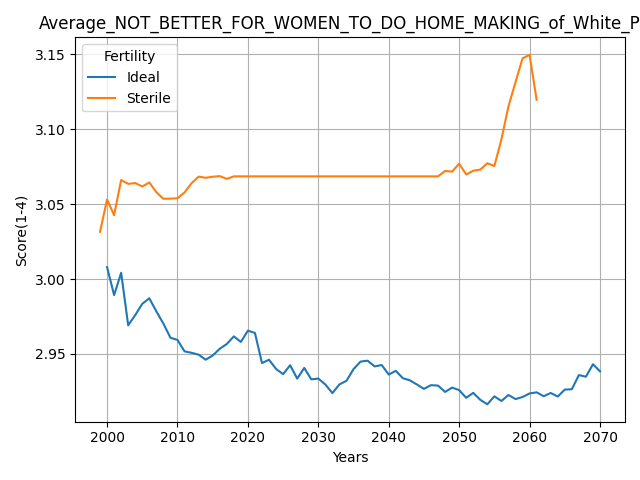 Average_NOT_BETTER_FOR_WOMEN_TO_DO_HOME_MAKING_of_White_P
Fertility
Ideal
Sterile
3.15
3.10
3.05
3.00
2.95
Score(1-4)
2000 2010 2020 2030 2040 2050 2060 2070
Years